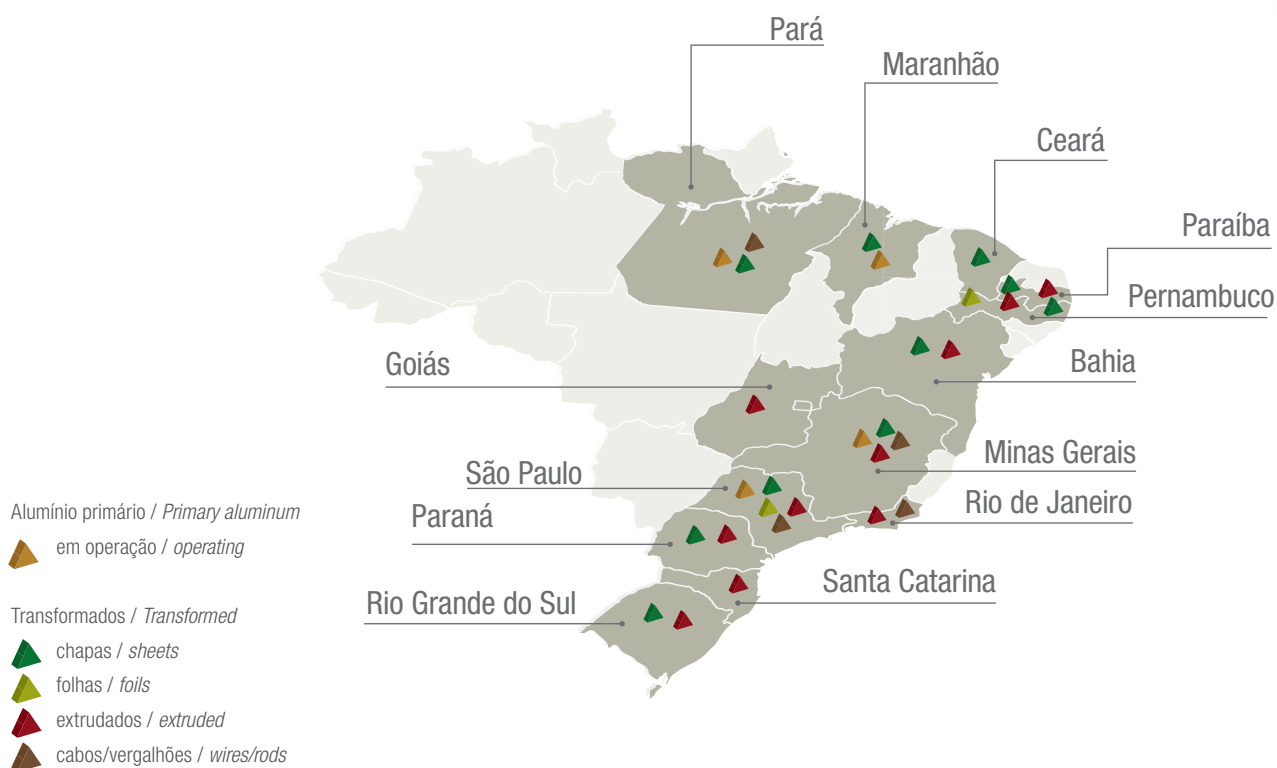 Pará
Maranhão
Ceará
Paraíba
Pernambuco
Goiás
Bahia
Minas Gerais
São Paulo
Rio de Janeiro
Paraná
Santa Catarina
Rio Grande do Sul
Alumínio primário / Primary aluminum
em operação / operating
Transformados / Transformed
chapas / sheets
folhas / foils
extrudados / extruded
cabos/vergalhões / wires/rods